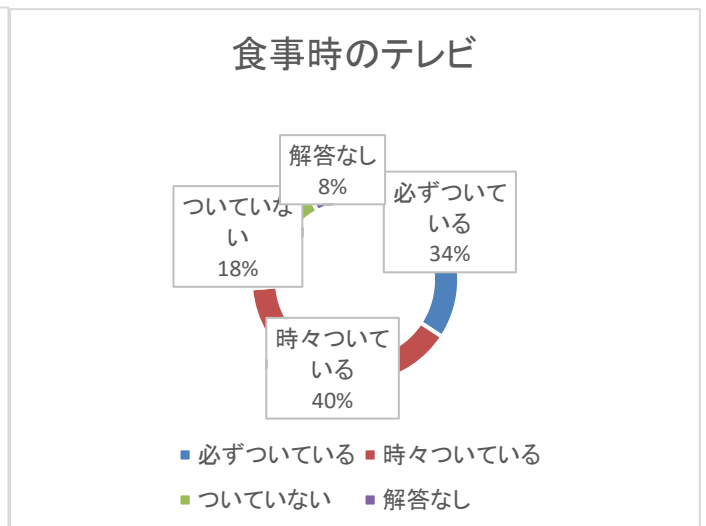 食事時のテレビ
解答なし
8%
必ずついて
いる
34%
ついていな
い
18%
時々ついて
いる
40%
必ずついている 時々ついている
ついていない 解答なし